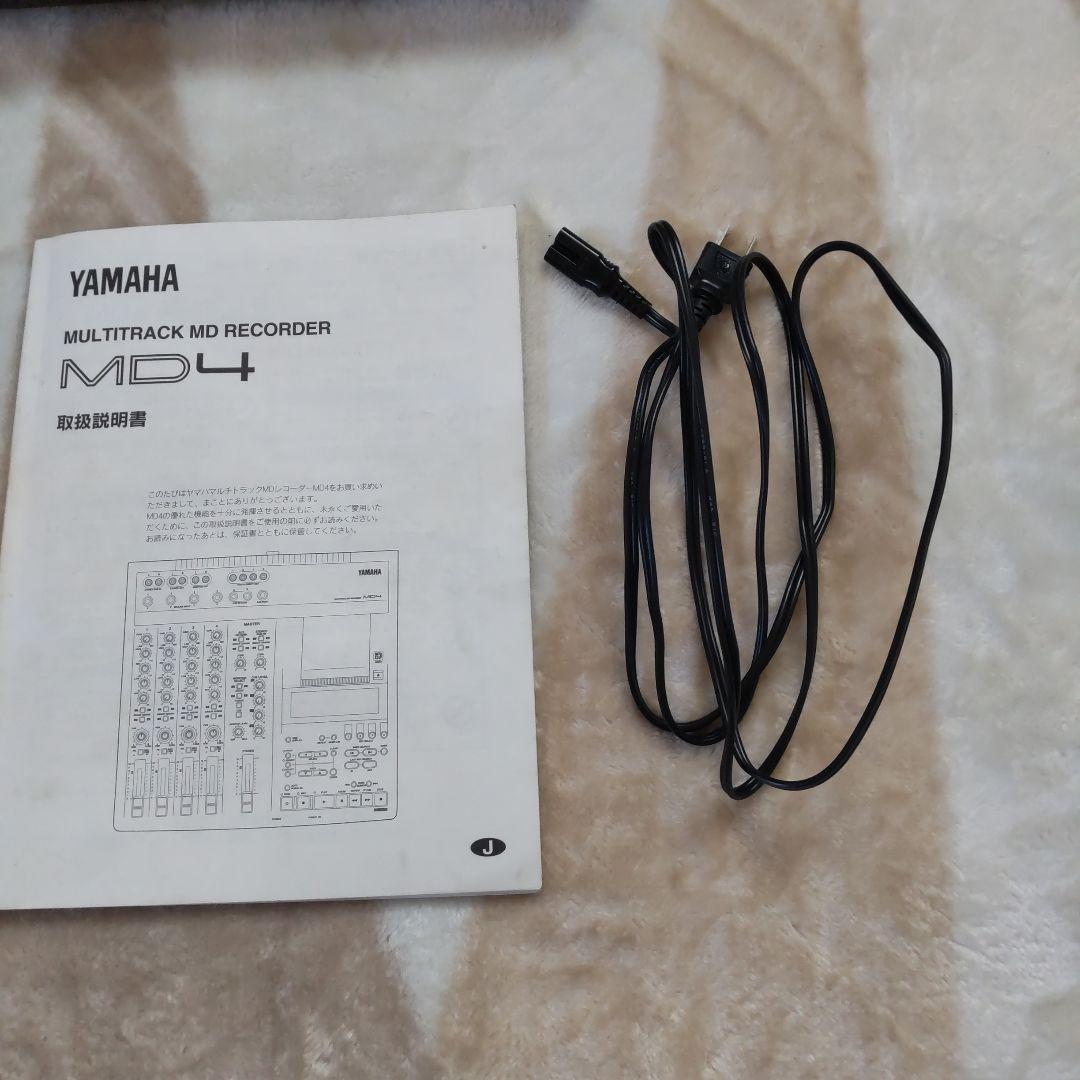 YAMAHA
MULTITRACK MD RECORDER
MD4
取扱説明書
このたびはヤマハマルチトラックMDレコーダーMD4をお買い求めい
ただきまして、まことにありがとうございます。
MD4の優れた機能を十分に発揮させるとともに、末永くご愛用いた
だくために、この取扱説明書をご使用の前に必ずお読みください。
お読みになったあとは、保証書とともに保管してください。
YAMAHA
MD4
MASTER
J